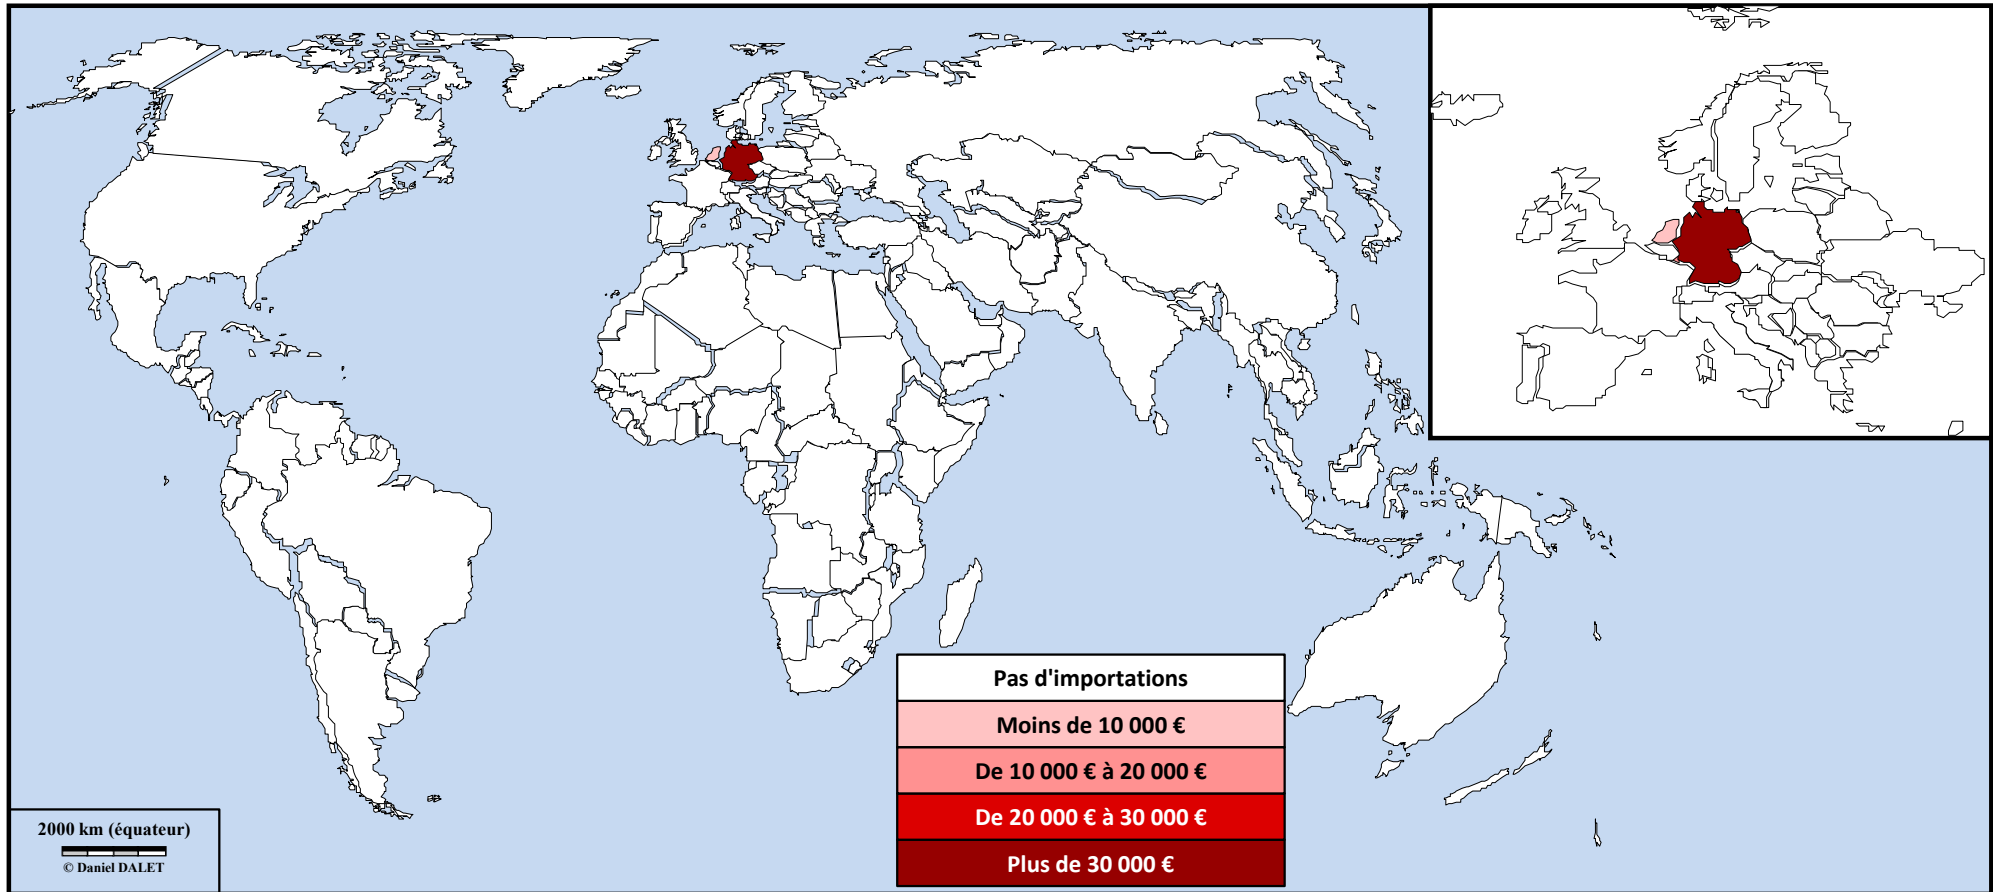 Pas d'importations
Moins de 10 000 €
De 10 000 € à 20 000 €
De 20 000 € à 30 000 €
Plus de 30 000 €
2000 km (équateur)
© Daniel DALET